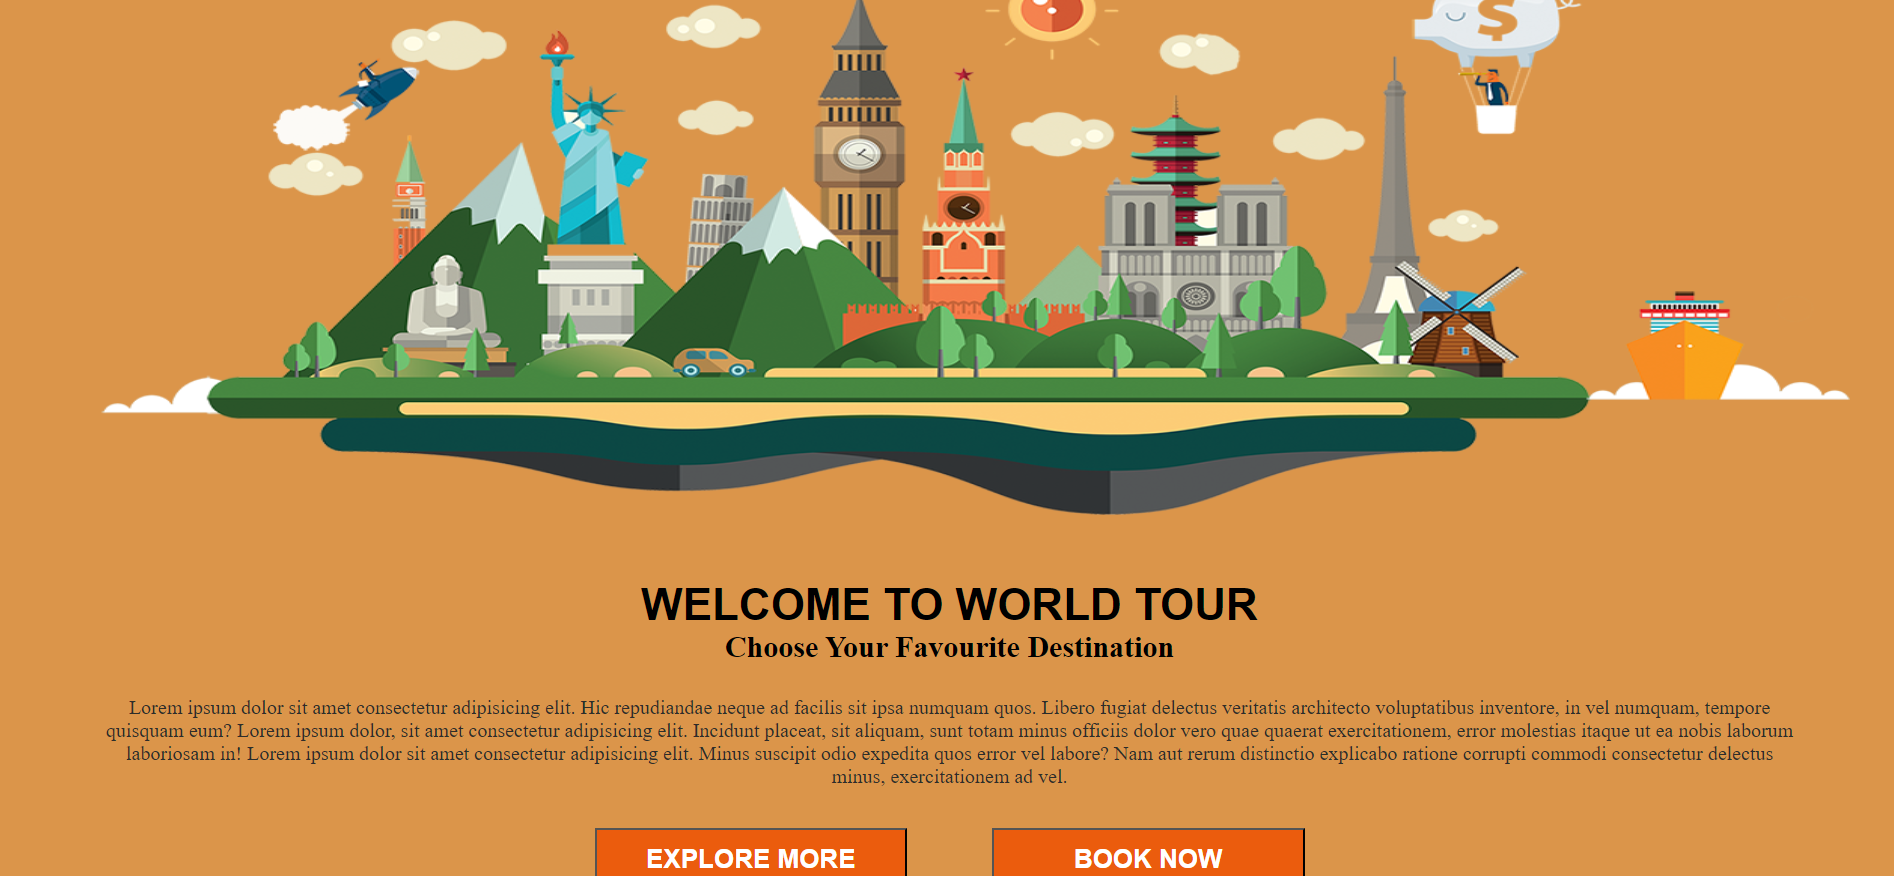 $
WELCOME TO WORLD TOUR
Choose Your Favourite Destination
Lorem ipsum dolor sit amet consectetur adipisicing elit. Hic repudiandae neque ad facilis sit ipsa numquam quos. Libero fugiat delectus veritatis architecto voluptatibus inventore, in vel numquam, tempore
quisquam eum? Lorem ipsum dolor, sit amet consectetur adipisicing elit. Incidunt placeat, sit aliquam, sunt totam minus officiis dolor vero quae quaerat exercitationem, error molestias itaque ut ea nobis laborum
laboriosam in! Lorem ipsum dolor sit amet consectetur adipisicing elit. Minus suscipit odio expedita quos error vel labore? Nam aut rerum distinctio explicabo ratione corrupti commodi consectetur delectus
minus, exercitationem ad vel.
EXPLORE MORE
BOOK NOW